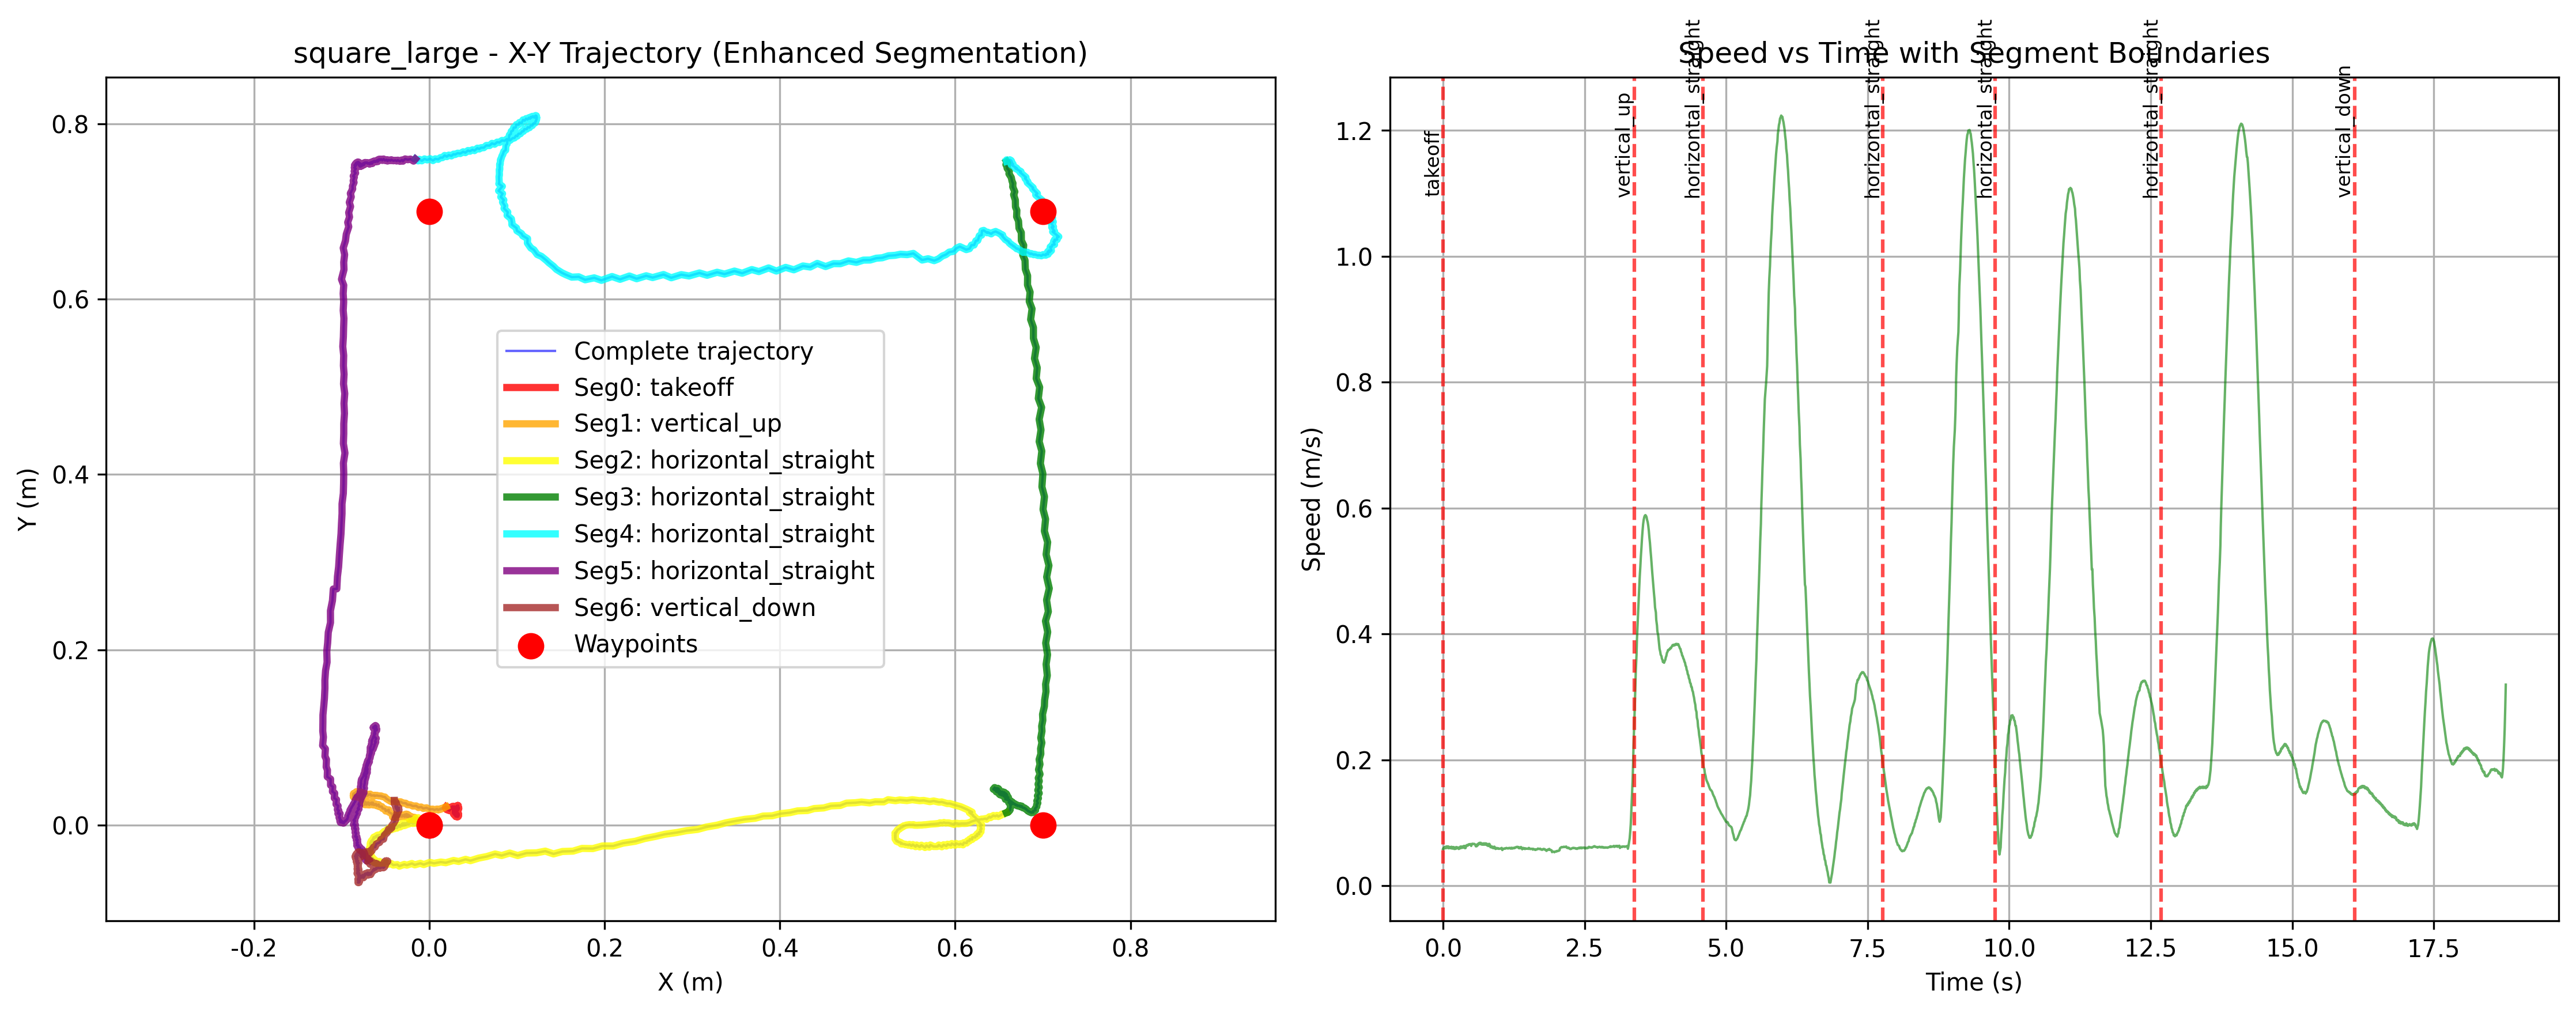 square_large - X-Y Trajectory (Enhanced Segmentation)
Y (m)
0.8
0.6
0.4
0.2
0.0
-0.2
0.0
0.2
0.4
0.6
0.8
X (m)
Complete trajectory
Seg0: takeoff
Seg1: vertical_up
Seg2: horizontal_straight
Seg3: horizontal_straight
Seg4: horizontal_straight
Seg5: horizontal_straight
Seg6: vertical_down
Waypoints
Speed vs Time with Segment Boundaries
Speed (m/s)
1.2
1.0
0.8
0.6
0.4
0.2
0.0
takeoff
vertical_up
horizontal_straight
horizontal_straight
horizontal_straight
horizontal_straight
vertical_down
0.0
2.5
5.0
7.5
10.0
12.5
15.0
17.5
Time (s)